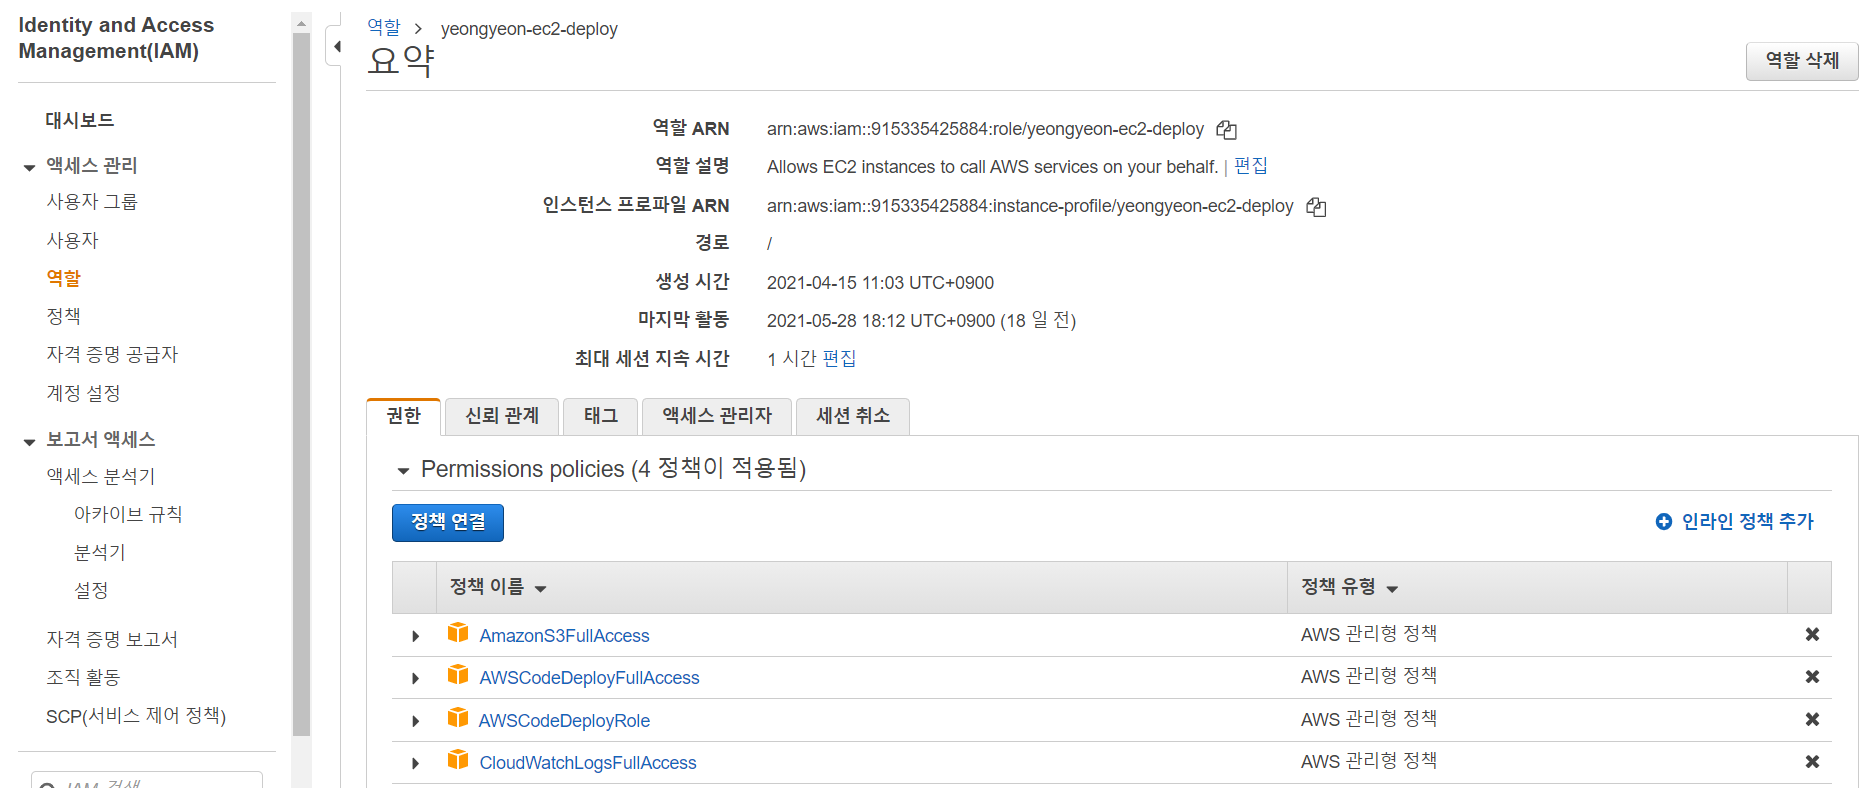 Identity and Access
Management(IAM)
대시보드
액세스 관리
사용자 그룹
사용자
역할
정책
자격 증명 공급자
계정 설정
보고서 액세스
액세스 분석기
아카이브 규칙
분석기
설정
자격 증명 보고서
조직 활동
SCP(서비스 제어 정책)
IAM 검색
역할 > yeongyeon-ec2-deploy
요약
역할 삭제
역할 ARN arn:aws:iam::915335425884:role/yeongyeon-ec2-deploy
역할 설명 Allows EC2 instances to call AWS services on your behalf. | 편집
인스턴스 프로파일 ARN arn:aws:iam::915335425884:instance-profile/yeongyeon-ec2-deploy
경로 /
생성 시간 2021-04-15 11:03 UTC+0900
마지막 활동 2021-05-28 18:12 UTC+0900 (18 일 전)
최대 세션 지속 시간 1 시간 편집
권한 신뢰 관계 태그 액세스 관리자 세션 취소
Permissions policies (4 정책이 적용됨)
정책 연결 인라인 정책 추가
정책 이름 정책 유형
AmazonS3FullAccess AWS 관리형 정책
AWSCodeDeployFullAccess AWS 관리형 정책
AWSCodeDeployRole AWS 관리형 정책
CloudWatchLogsFullAccess AWS 관리형 정책